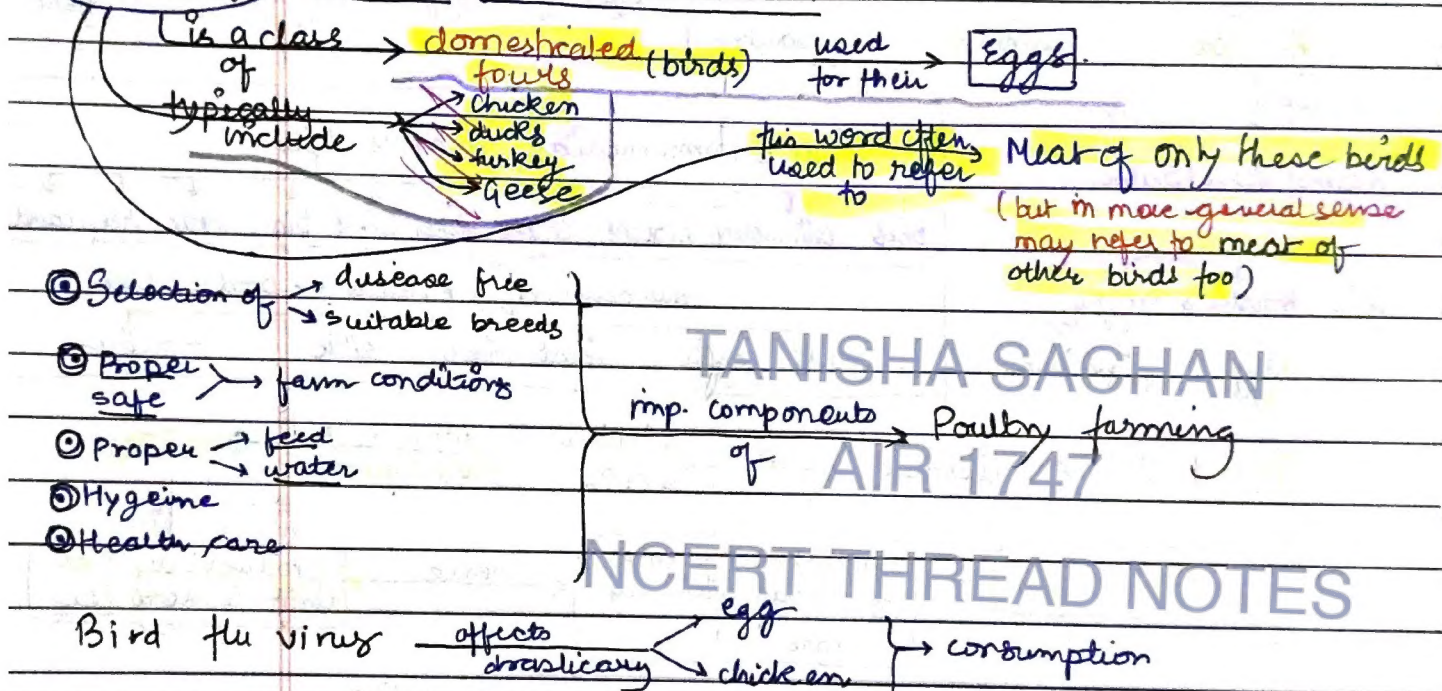 is a class of → domesticated fowls (birds) used for their → Eggs.
typically include → chicken
ducks
turkey
Geese
this word often used to refer to → Meat of only these birds
(but in more general sense
may refer to meat of
other birds too)
Selection of → disease free
→ suitable breeds
Proper safe → farm conditions
Proper → feed
→ water
Hygeine
Health care
imp. components of → Poultry farming
TANISHA SACHAN
AIR 1747
NCERT THREAD NOTES
Bird flu virus affects drastically → egg
→ chicken
→ consumption